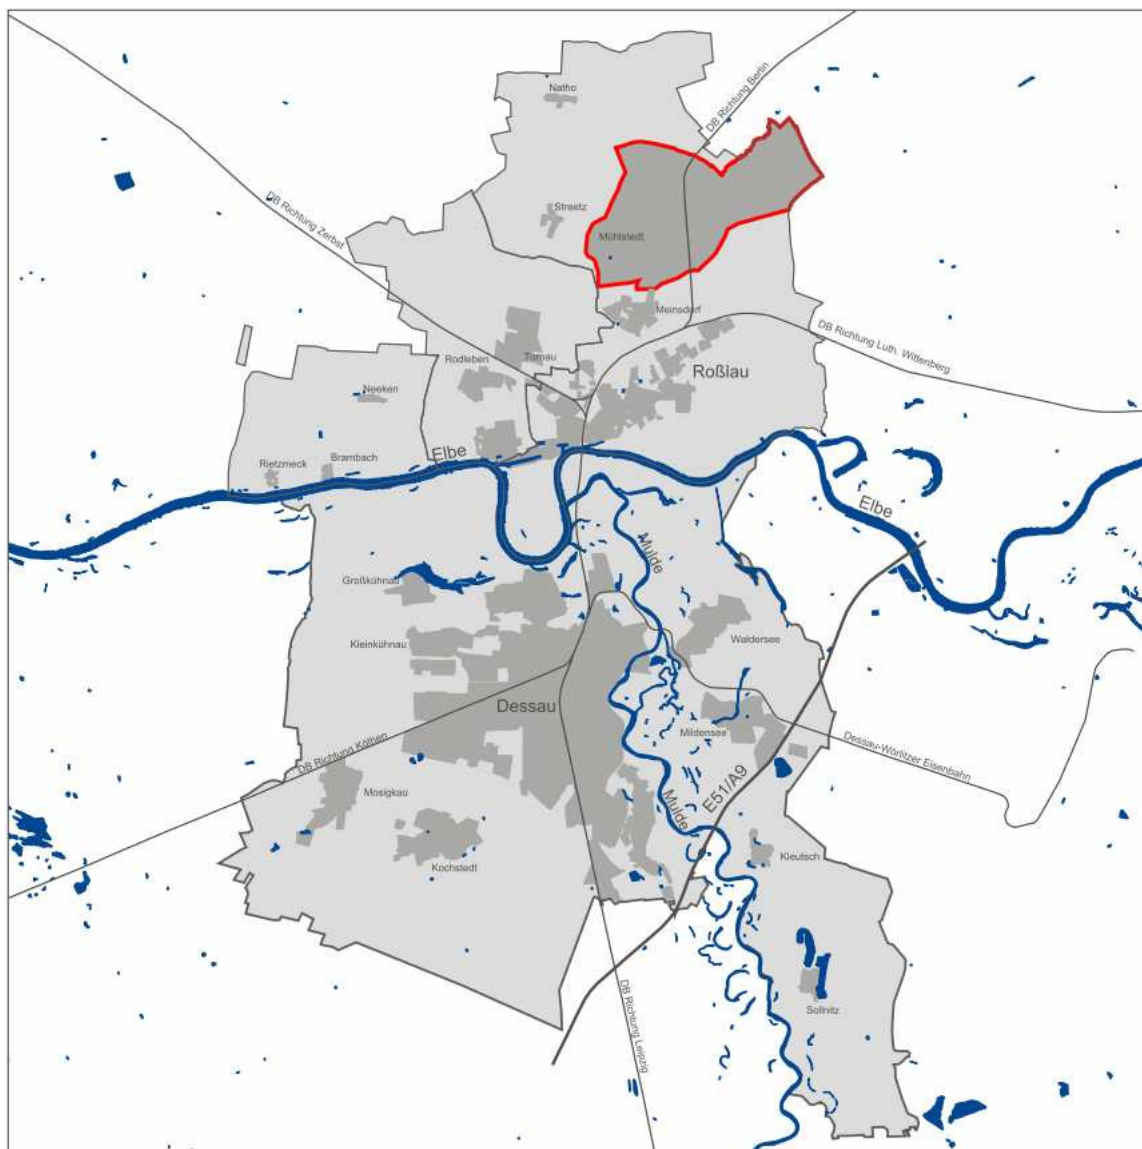 Natho
DB Richtung Berlin
Streetz
DB Richtung Zerbst
Mühlstedt
Meinsdorf
DB Richtung Luth. Wittenberg
Rodleben
Tornau
Roßlau
Neeken
Elbe
Rietzmeck
Brambach
Elbe
Mulde
Großkühnau
Kleinkühnau
Waldersee
Dessau
Mildensee
DB Richtung Köthen
Dessau-Wörlitzer Eisenbahn
E51/A9
Mosigkau
Mulde
Kochstedt
Kleutsch
DB Richtung Leipzig
Sollnitz